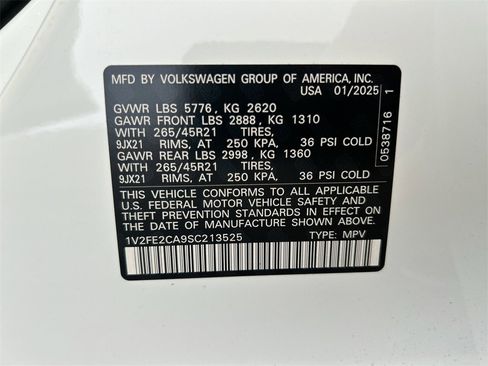 MFD BY VOLKSWAGEN GROUP OF AMERICA, INC.
USA 01/2025
GVWR LBS 5776, KG 2620
GAWR FRONT LBS 2888, KG 1310
WITH 265/45R21 TIRES,
9JX21 RIMS, AT 250 KPA, 36 PSI COLD
GAWR REAR LBS 2998, KG 1360
WITH 265/45R21 TIRES,
9JX21 RIMS, AT 250 KPA, 36 PSI COLD
THIS VEHICLE CONFORMS TO ALL APPLICABLE
U.S. FEDERAL MOTOR VEHICLE SAFETY AND
THEFT PREVENTION STANDARDS IN EFFECT ON
THE DATE OF MANUFACTURE SHOWN ABOVE.
1V2FE2CA9SC213525
TYPE: MPV
0538716 1